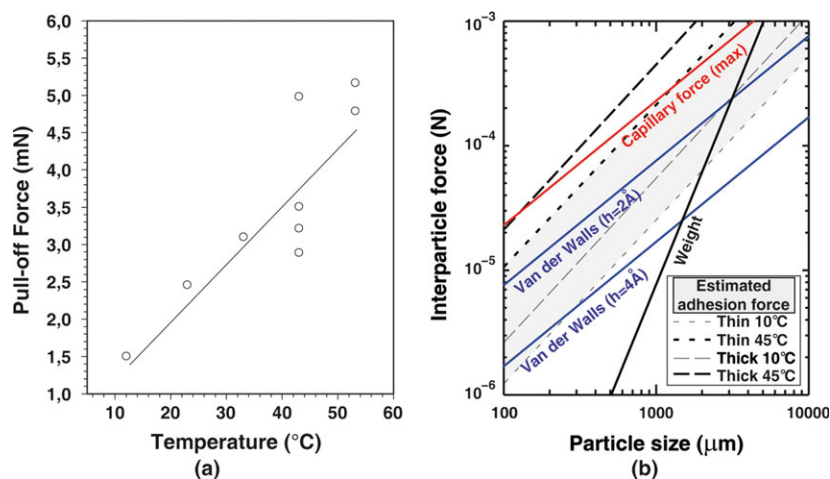 6,0
5,5
5,0
4,5
4,0
3,5
3,0
2,5
2,0
1,5
1,0
Pull-off Force (mN)
10 20 30 40 50 60
Temperature (°C)
(a)
10⁻³
10⁻⁴
10⁻⁵
10⁻⁶
Interparticle force (N)
Capillary force (max)
Van der Walls (h=2Å)
Van der Walls (h=4Å)
Weight
Estimated
adhesion force
Thin 10°C
Thin 45°C
Thick 10°C
Thick 45°C
100 1000 10000
Particle size (μm)
(b)